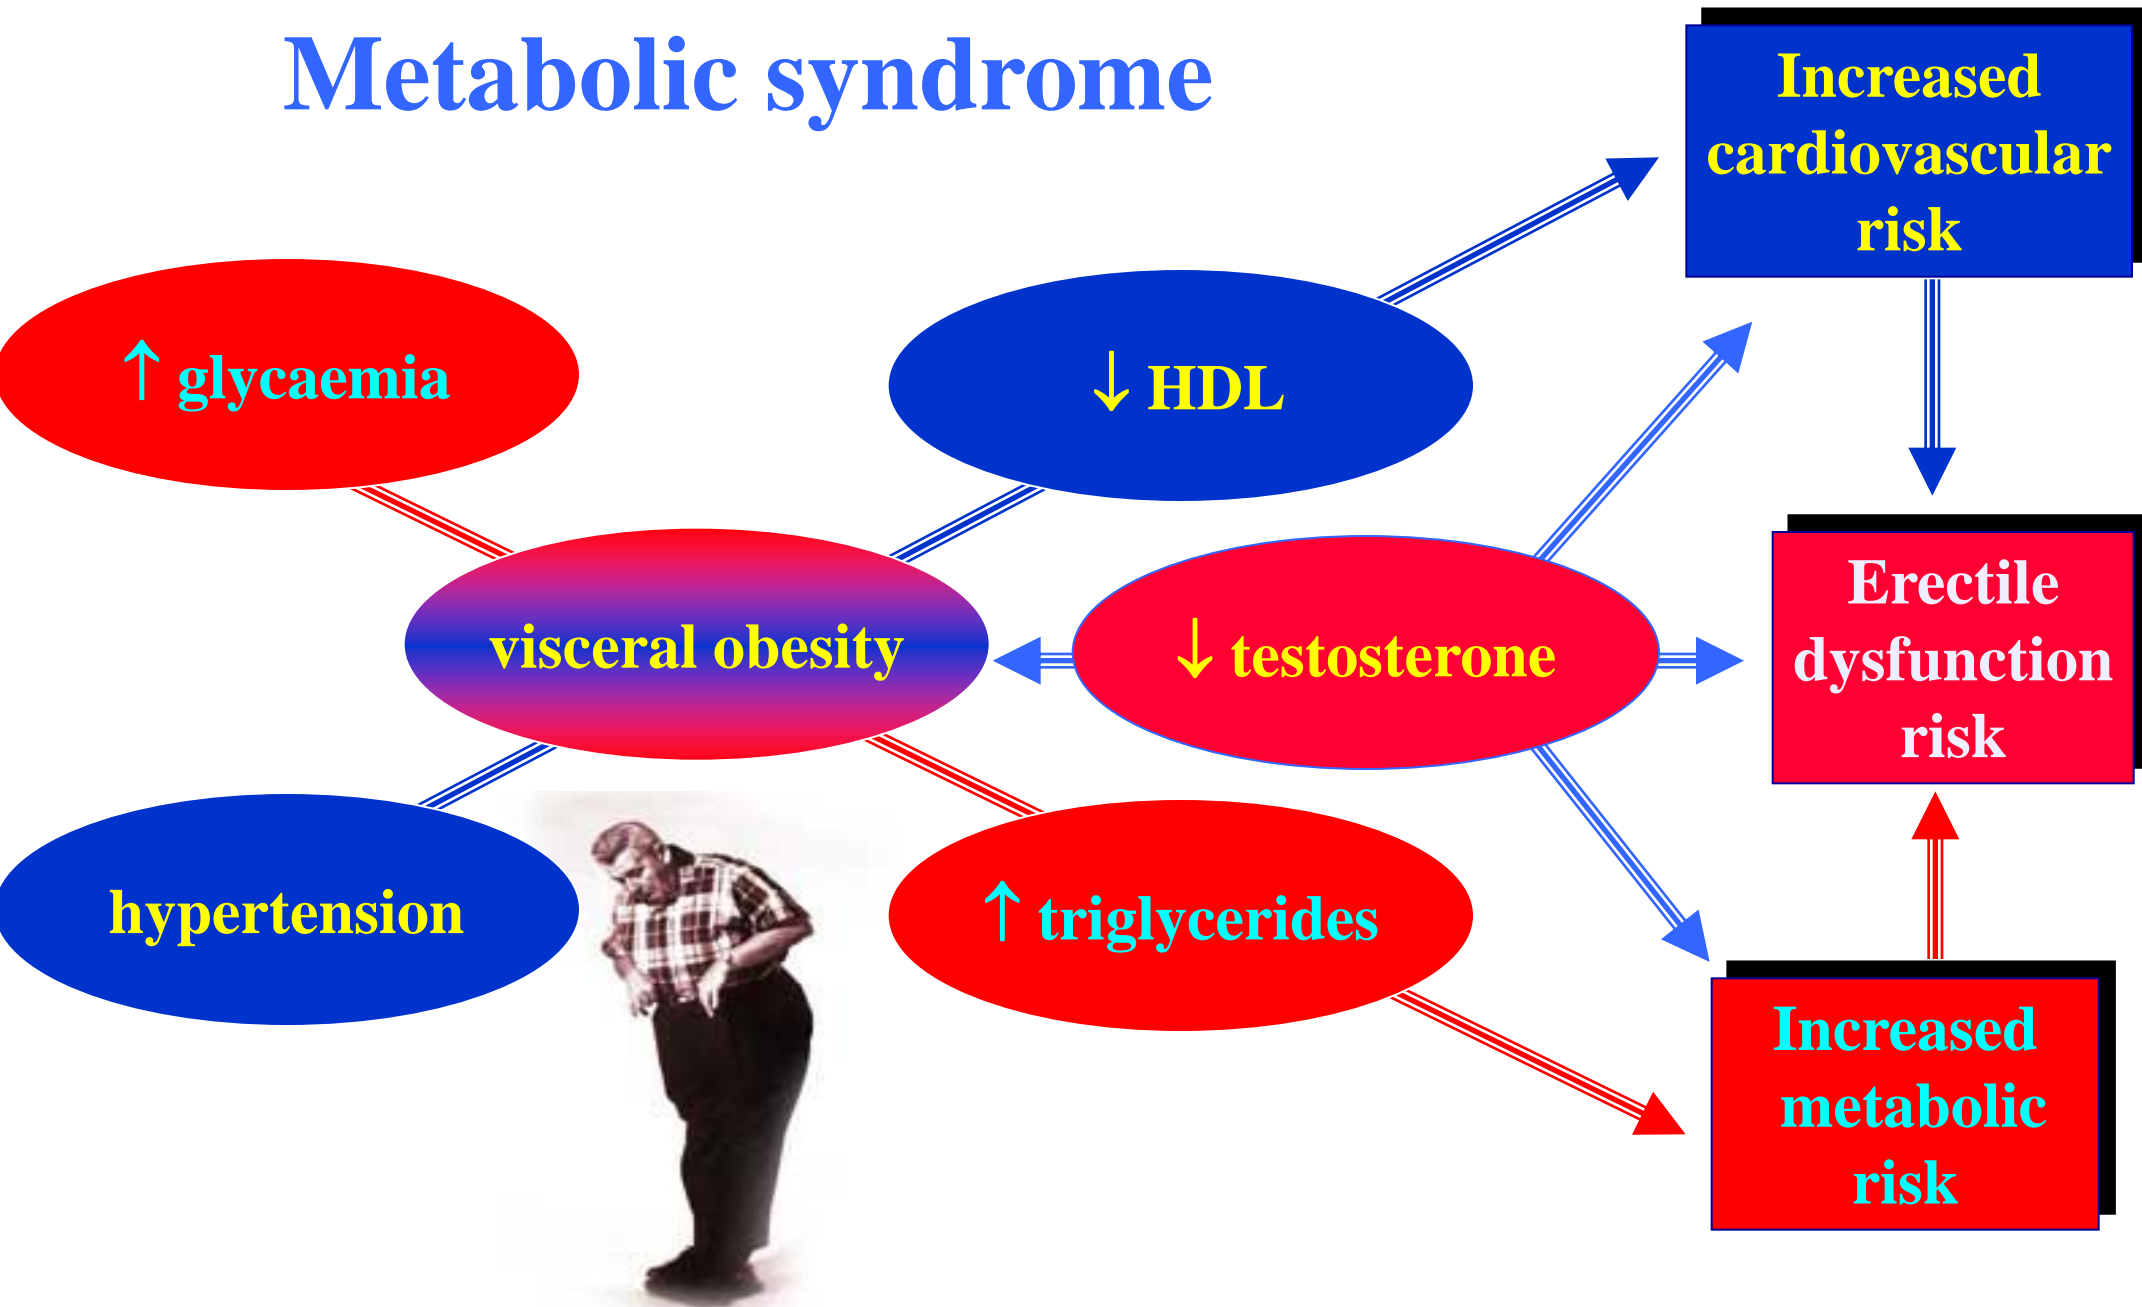 Metabolic syndrome
Increased
cardiovascular
risk
↑ glycaemia
↓ HDL
visceral obesity
↓ testosterone
Erectile
dysfunction
risk
hypertension
↑ triglycerides
Increased
metabolic
risk